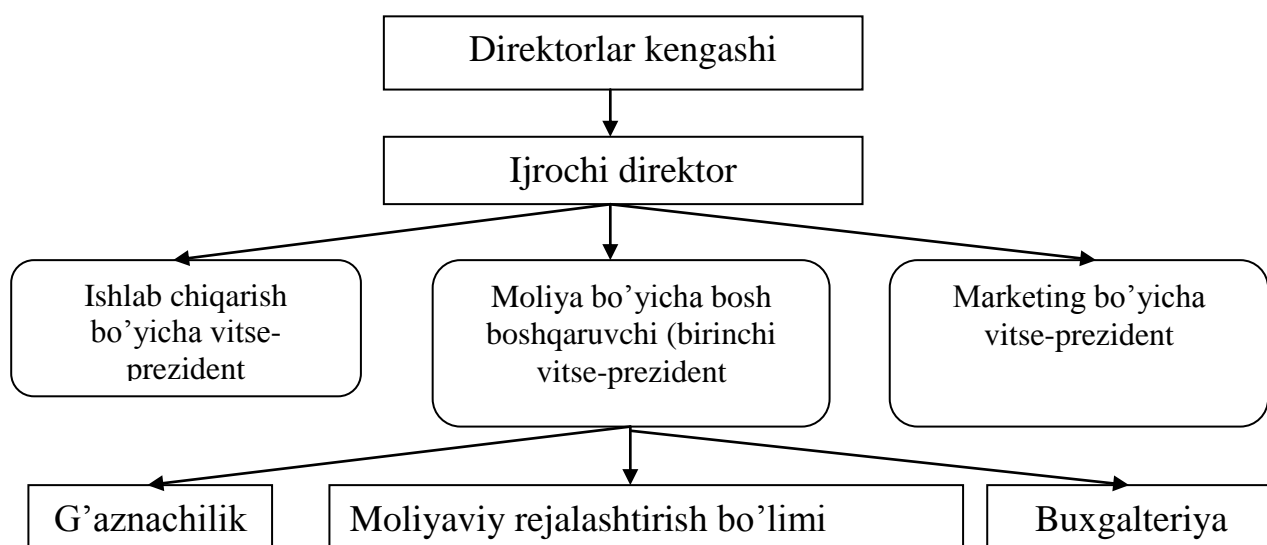 Direktorlar kengashi
Ijrochi direktor
Ishlab chiqarish
bo’yicha vitse-
prezident
Moliya bo’yicha bosh
boshqaruvchi (birinchi
vitse-prezident
Marketing bo’yicha
vitse-prezident
G’aznachilik
Moliyaviy rejalashtirish bo’limi
Buxgalteriya